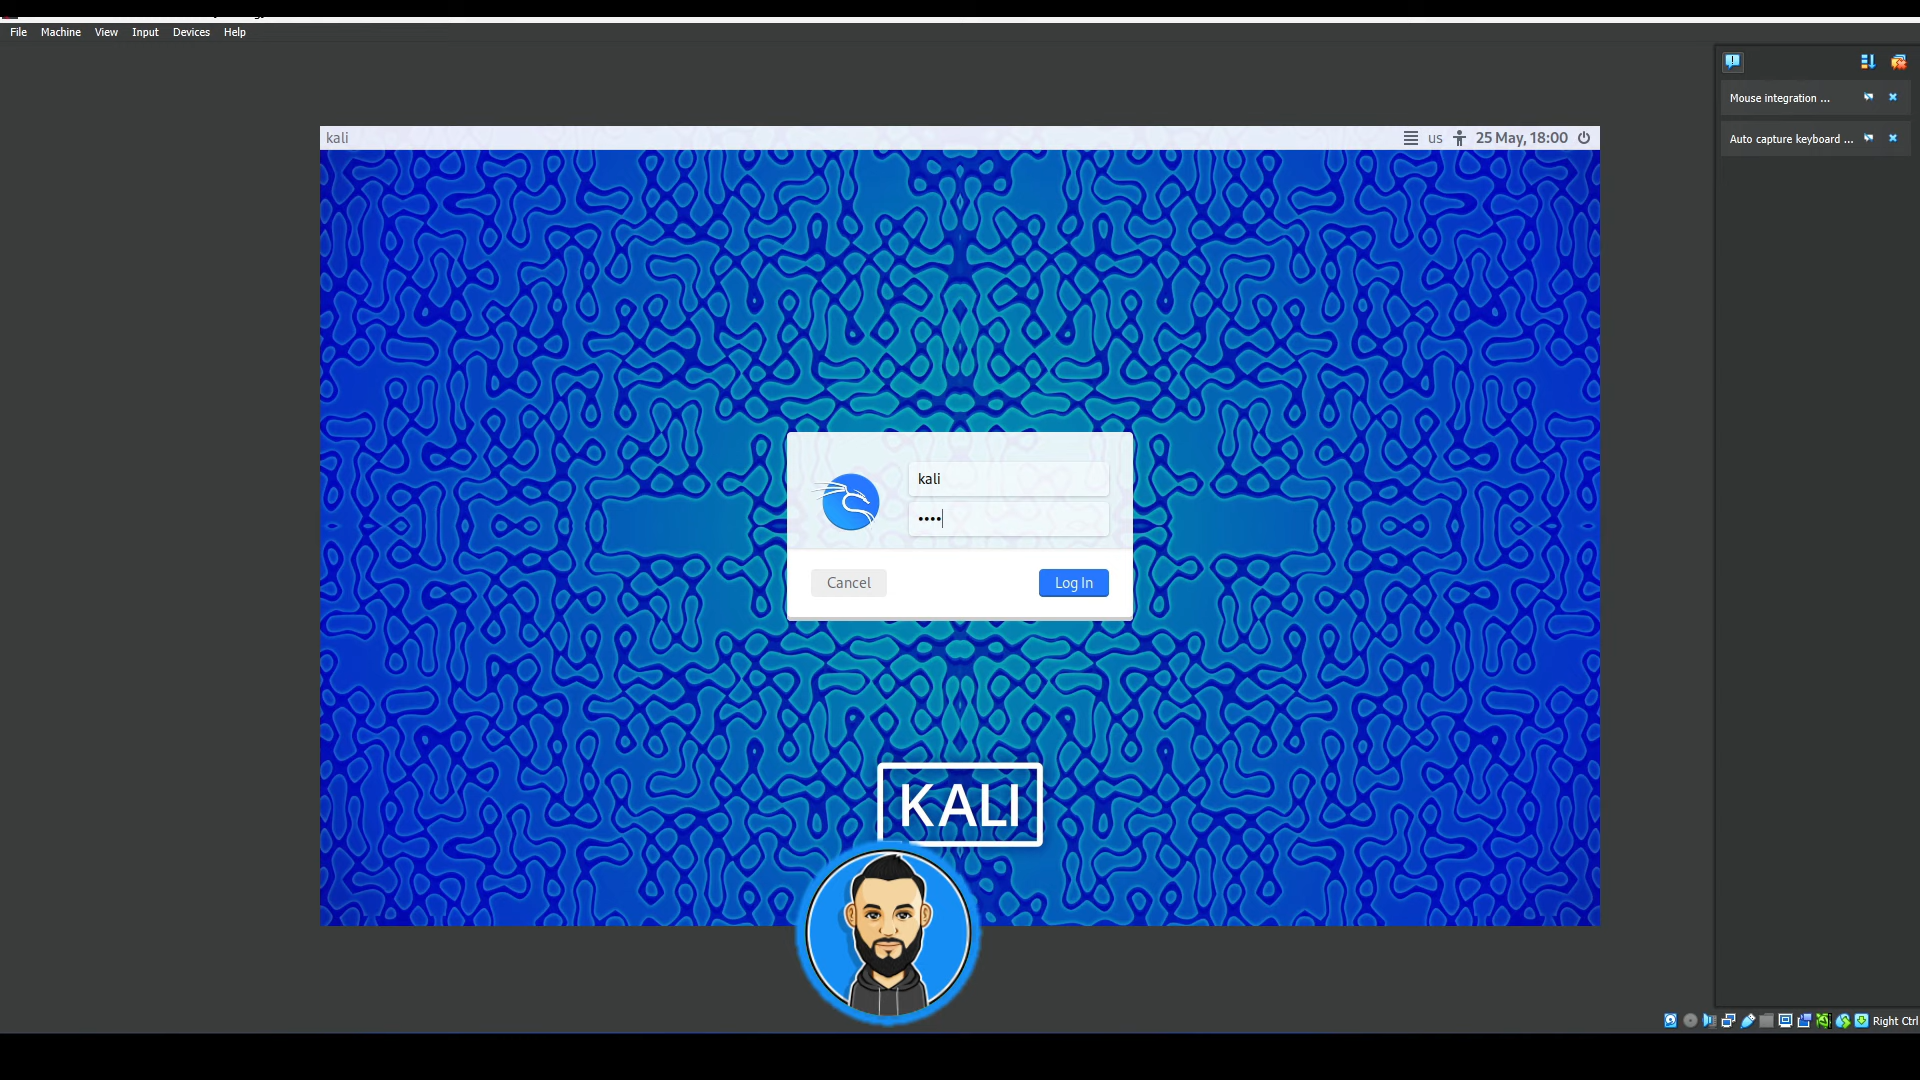 File Machine View Input Devices Help
Mouse integration ...
Auto capture keyboard ...
kali us 25 May, 18:00
kali
••••
Cancel Log In
KALI
Right Ctrl